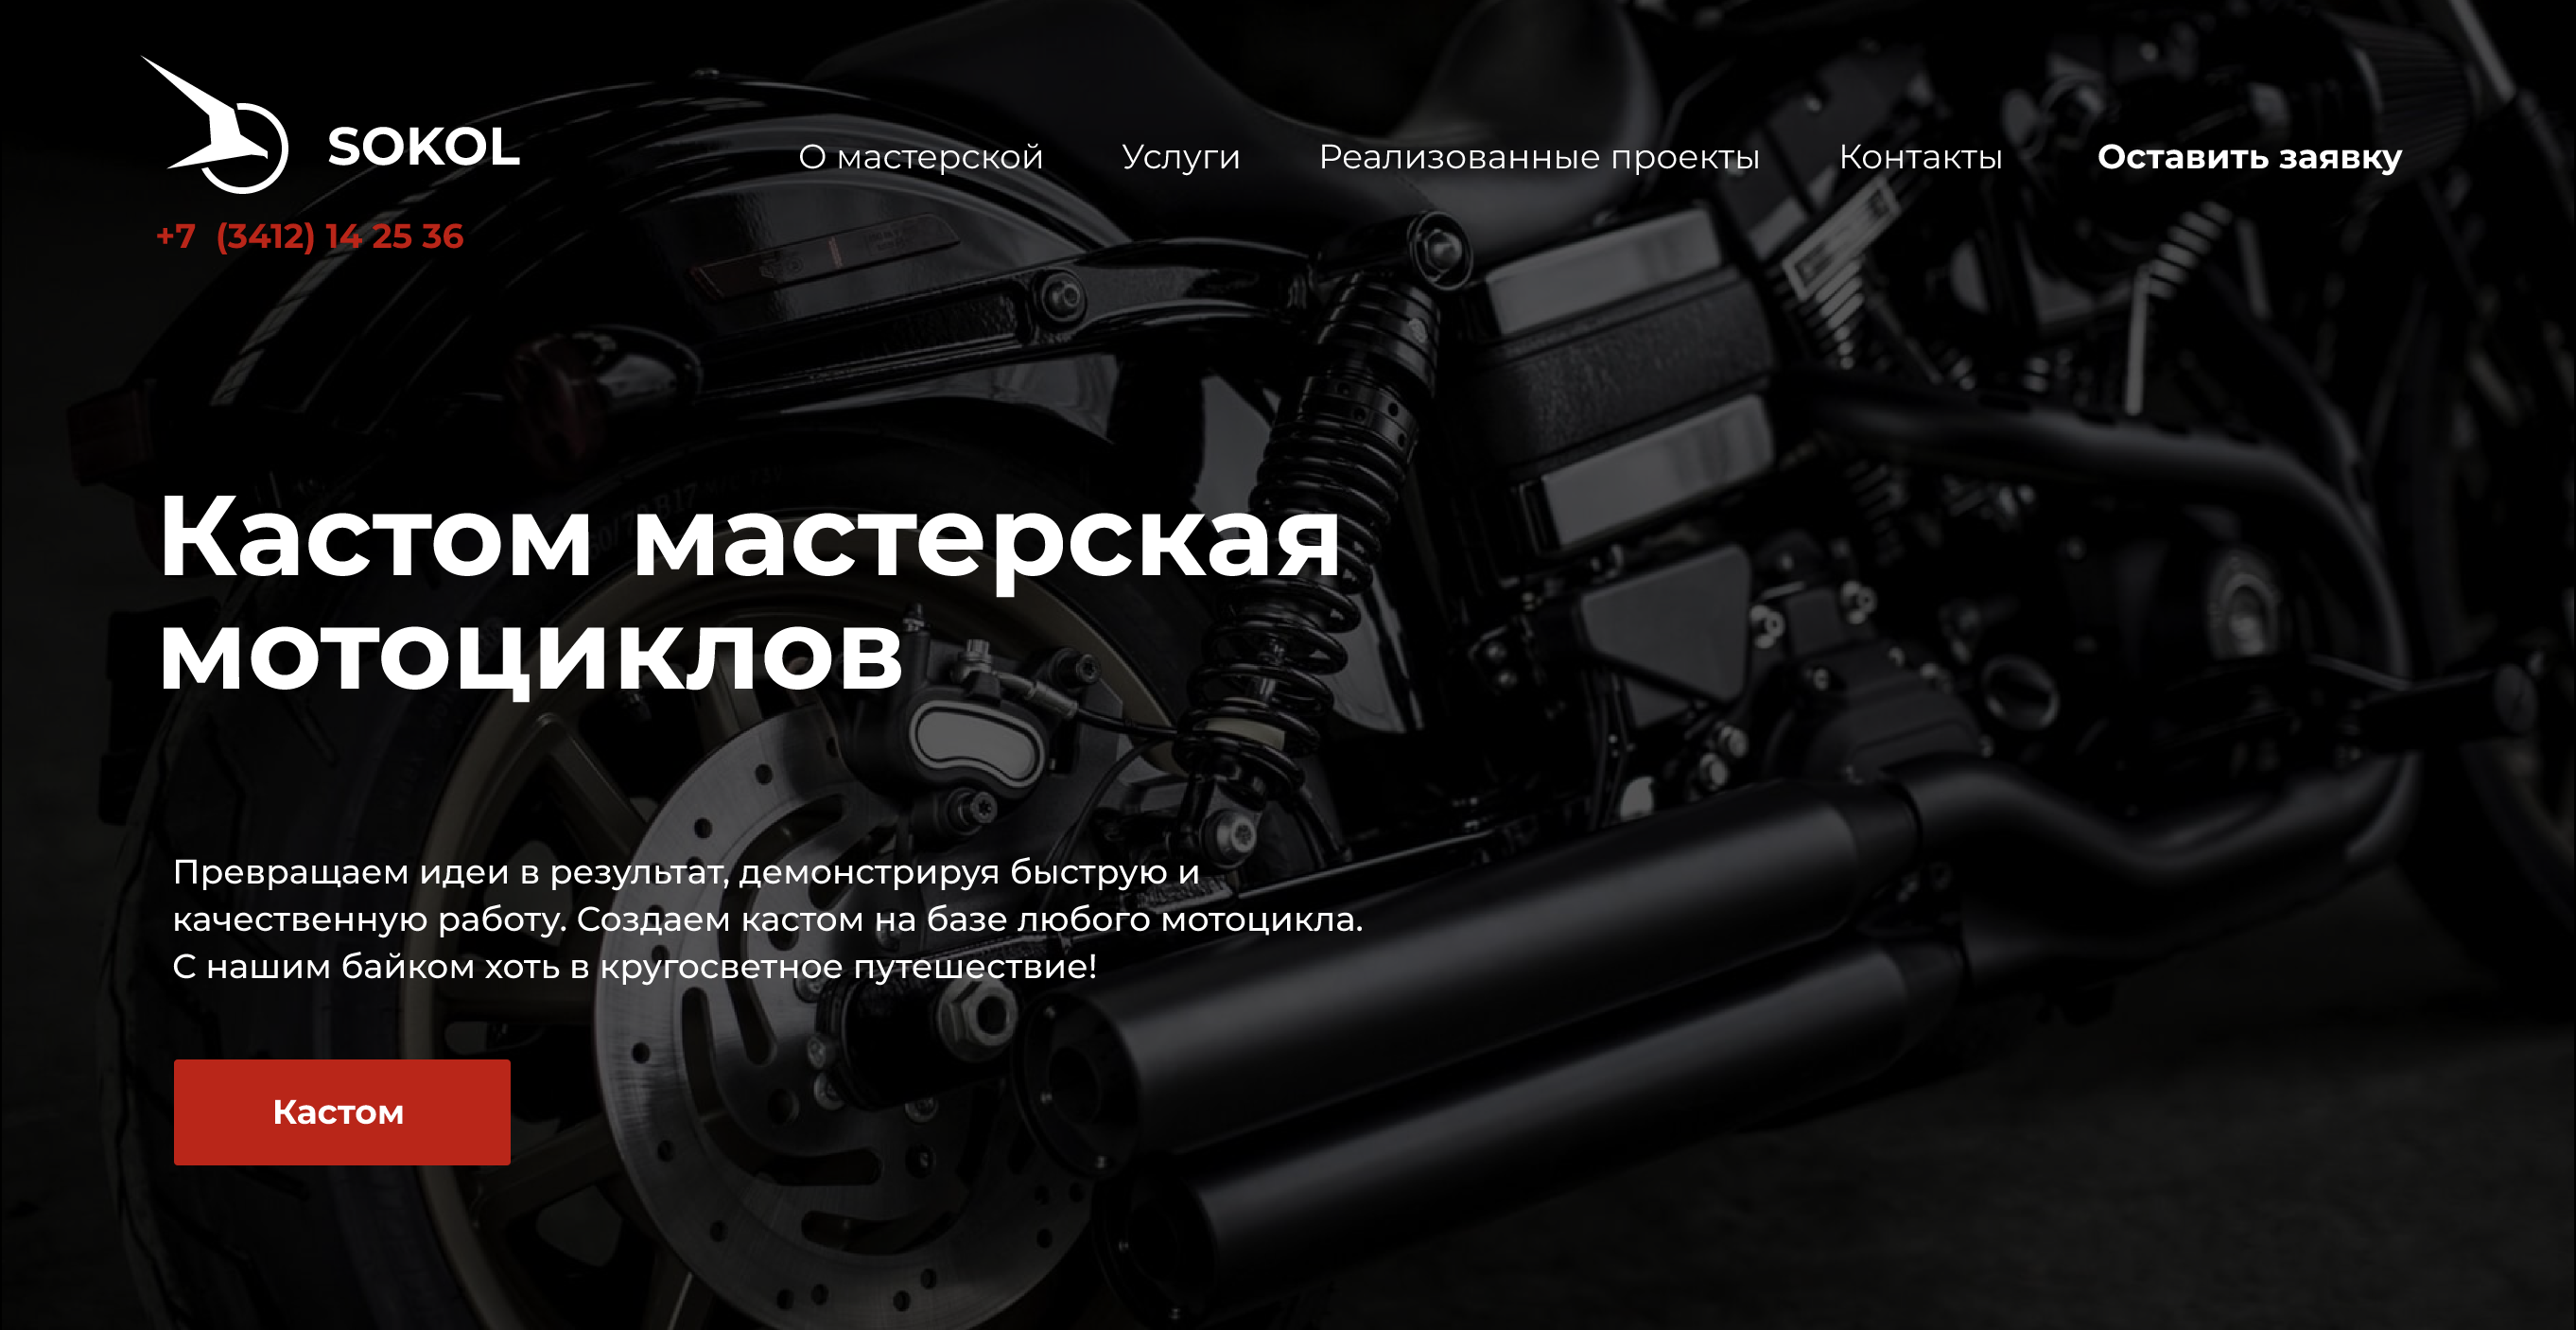 SOKOL
О мастерской
Услуги
Реализованные проекты
Контакты
Оставить заявку
+7 (3412) 14 25 36
Кастом мастерская
мотоциклов
Превращаем идеи в результат, демонстрируя быструю и
качественную работу. Создаем кастом на базе любого мотоцикла.
С нашим байком хоть в кругосветное путешествие!
Кастом